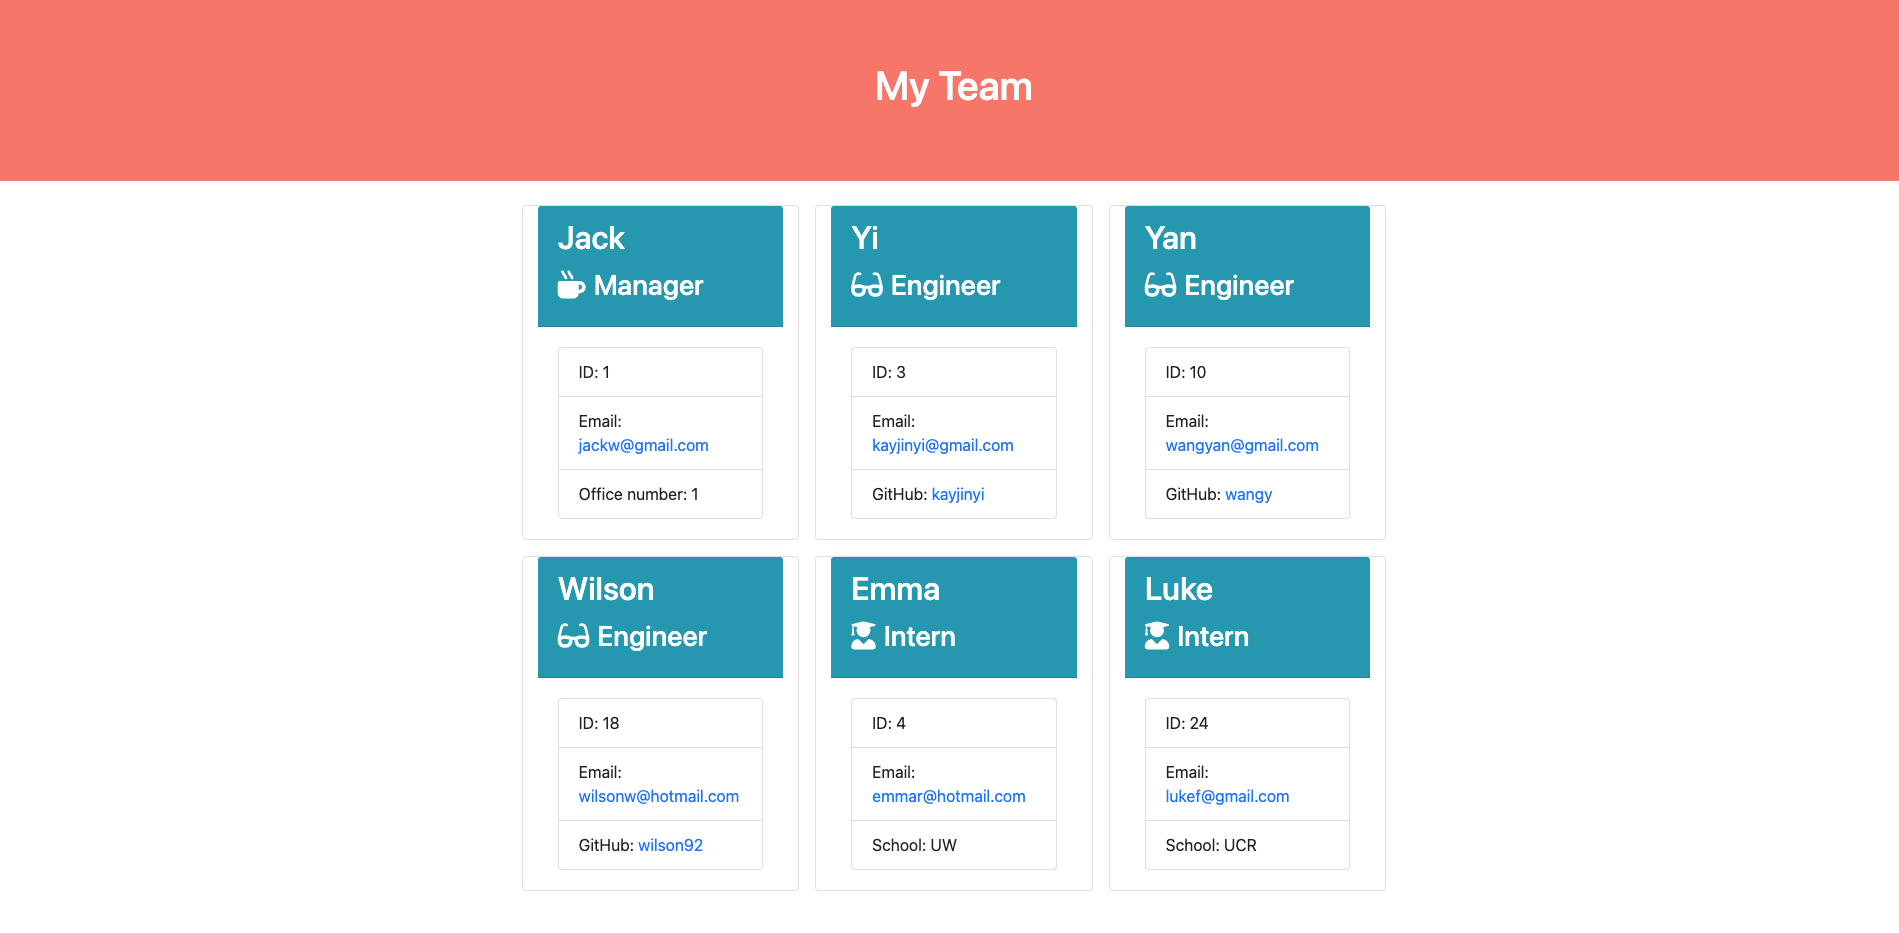 My Team
Jack
Manager
ID: 1
Email:
jackw@gmail.com
Office number: 1
Yi
Engineer
ID: 3
Email:
kayjinyi@gmail.com
GitHub: kayjinyi
Yan
Engineer
ID: 10
Email:
wangyan@gmail.com
GitHub: wangy
Wilson
Engineer
ID: 18
Email:
wilsonw@hotmail.com
GitHub: wilson92
Emma
Intern
ID: 4
Email:
emmar@hotmail.com
School: UW
Luke
Intern
ID: 24
Email:
lukef@gmail.com
School: UCR